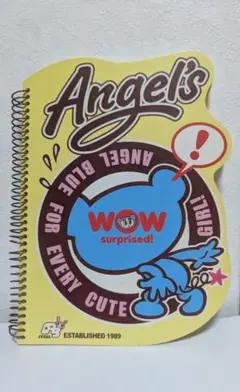 Angel's
!
ANGEL BLUE FOR EVERY CUTE GIRL!
WOW
surprised!
ESTABLISHED 1989